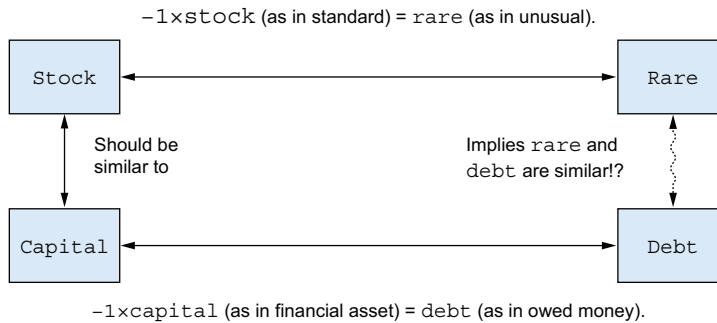 −1×stock (as in standard) = rare (as in unusual).
Stock
Rare
Should be
similar to
Implies rare and
debt are similar!?
Capital
Debt
−1×capital (as in financial asset) = debt (as in owed money).